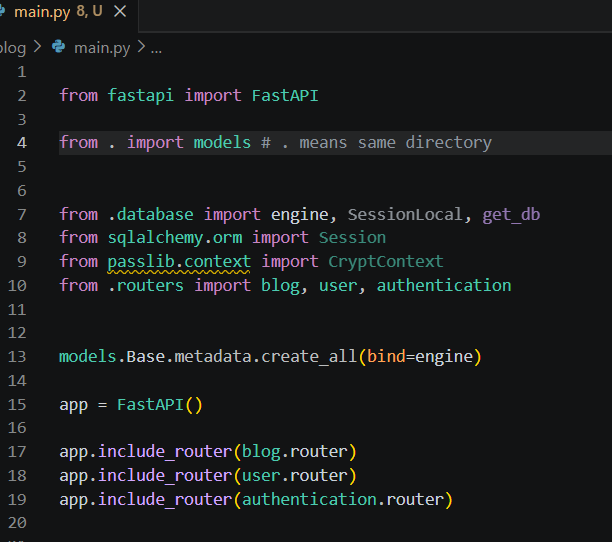 main.py 8, U
blog > main.py > ...
1
2 from fastapi import FastAPI
3
4 from . import models # . means same directory
5
6
7 from .database import engine, SessionLocal, get_db
8 from sqlalchemy.orm import Session
9 from passlib.context import CryptContext
10 from .routers import blog, user, authentication
11
12
13 models.Base.metadata.create_all(bind=engine)
14
15 app = FastAPI()
16
17 app.include_router(blog.router)
18 app.include_router(user.router)
19 app.include_router(authentication.router)
20